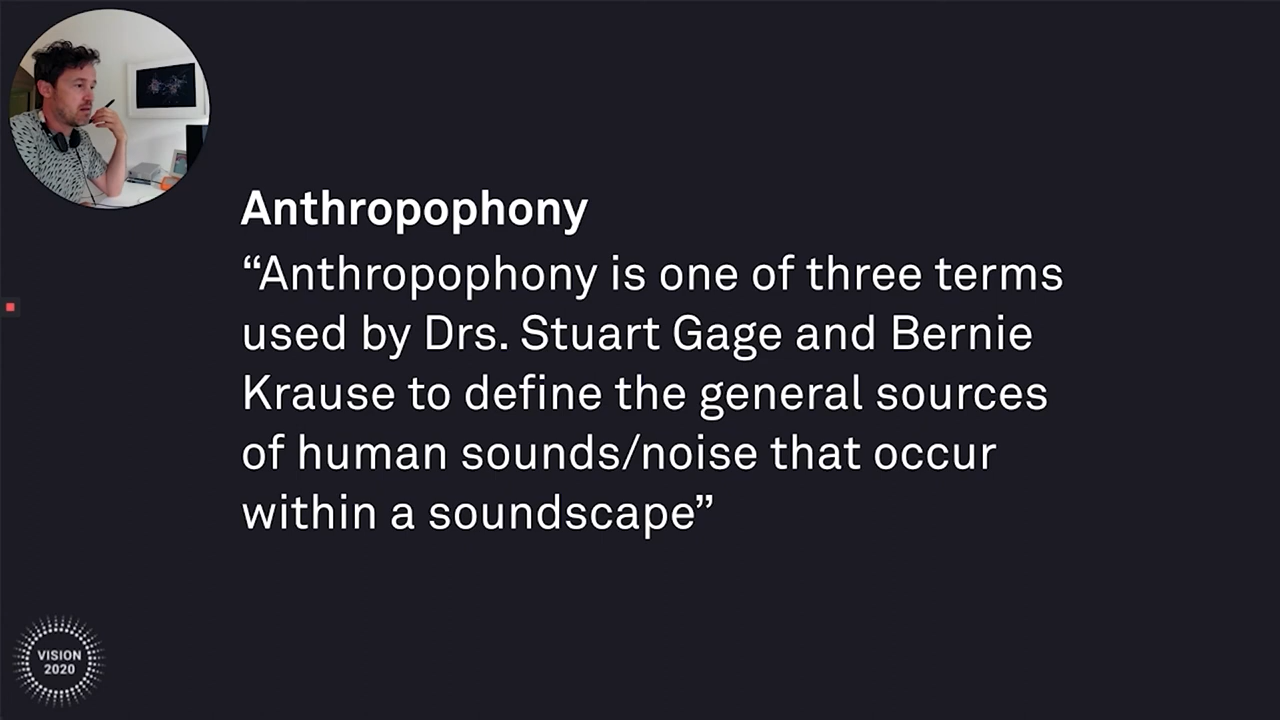 Anthropophony
“Anthropophony is one of three terms
used by Drs. Stuart Gage and Bernie
Krause to define the general sources
of human sounds/noise that occur
within a soundscape”
VISION
2020